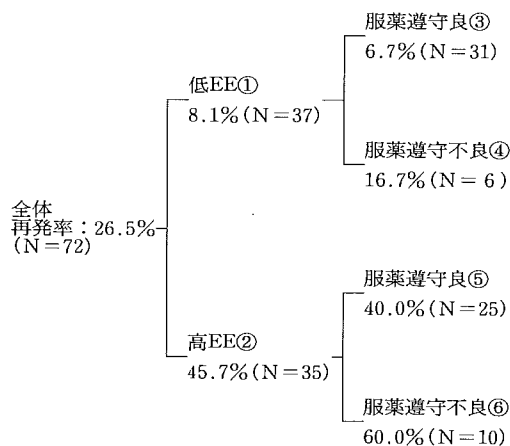 全体
再発率：26.5%
(N=72)
低EE①
8.1%(N=37)
高EE②
45.7%(N=35)
服薬遵守良③
6.7%(N=31)
服薬遵守不良④
16.7%(N=6)
服薬遵守良⑤
40.0%(N=25)
服薬遵守不良⑥
60.0%(N=10)